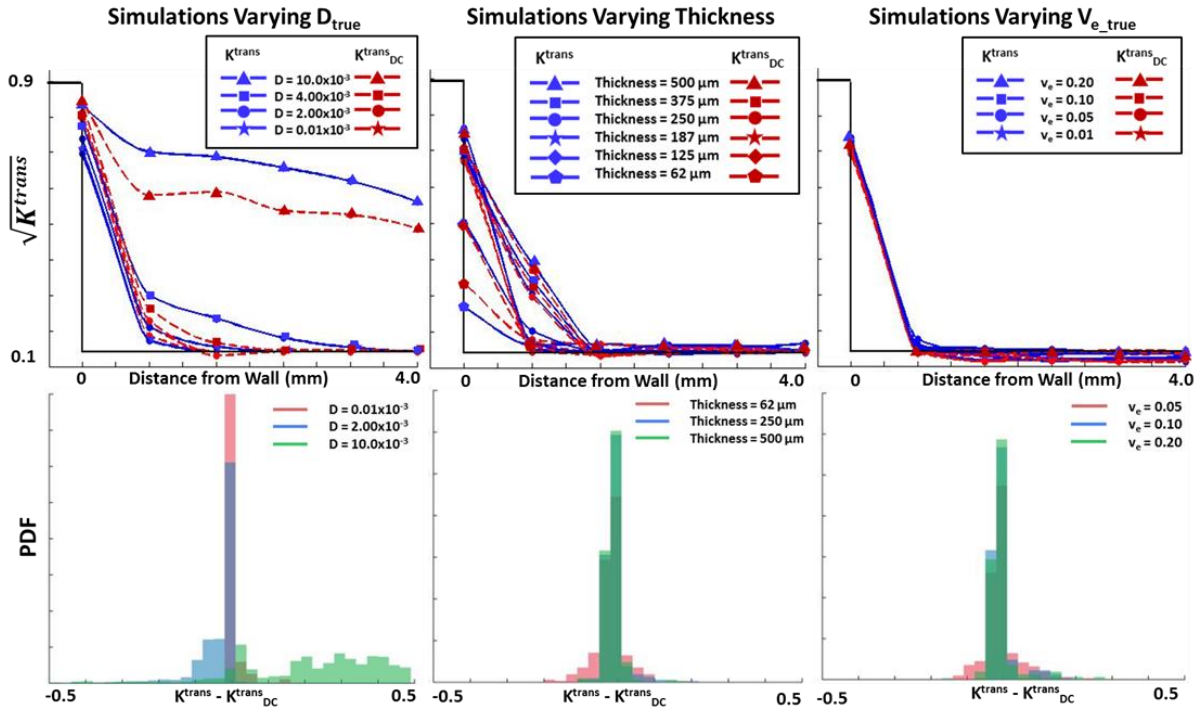 Simulations Varying D_true
Simulations Varying Thickness
Simulations Varying V_e_true
K^trans K^trans_DC
D = 10.0x10^-3
D = 4.00x10^-3
D = 2.00x10^-3
D = 0.01x10^-3
K^trans K^trans_DC
Thickness = 500 µm
Thickness = 375 µm
Thickness = 250 µm
Thickness = 187 µm
Thickness = 125 µm
Thickness = 62 µm
K^trans K^trans_DC
v_e = 0.20
v_e = 0.10
v_e = 0.05
v_e = 0.01
0.9
√K^trans
0.1
0 Distance from Wall (mm) 4.0
0 Distance from Wall (mm) 4.0
0 Distance from Wall (mm) 4.0
PDF
D = 0.01x10^-3
D = 2.00x10^-3
D = 10.0x10^-3
Thickness = 62 µm
Thickness = 250 µm
Thickness = 500 µm
v_e = 0.05
v_e = 0.10
v_e = 0.20
-0.5 K^trans - K^trans_DC 0.5
K^trans - K^trans_DC 0.5
-0.5 K^trans - K^trans_DC 0.5